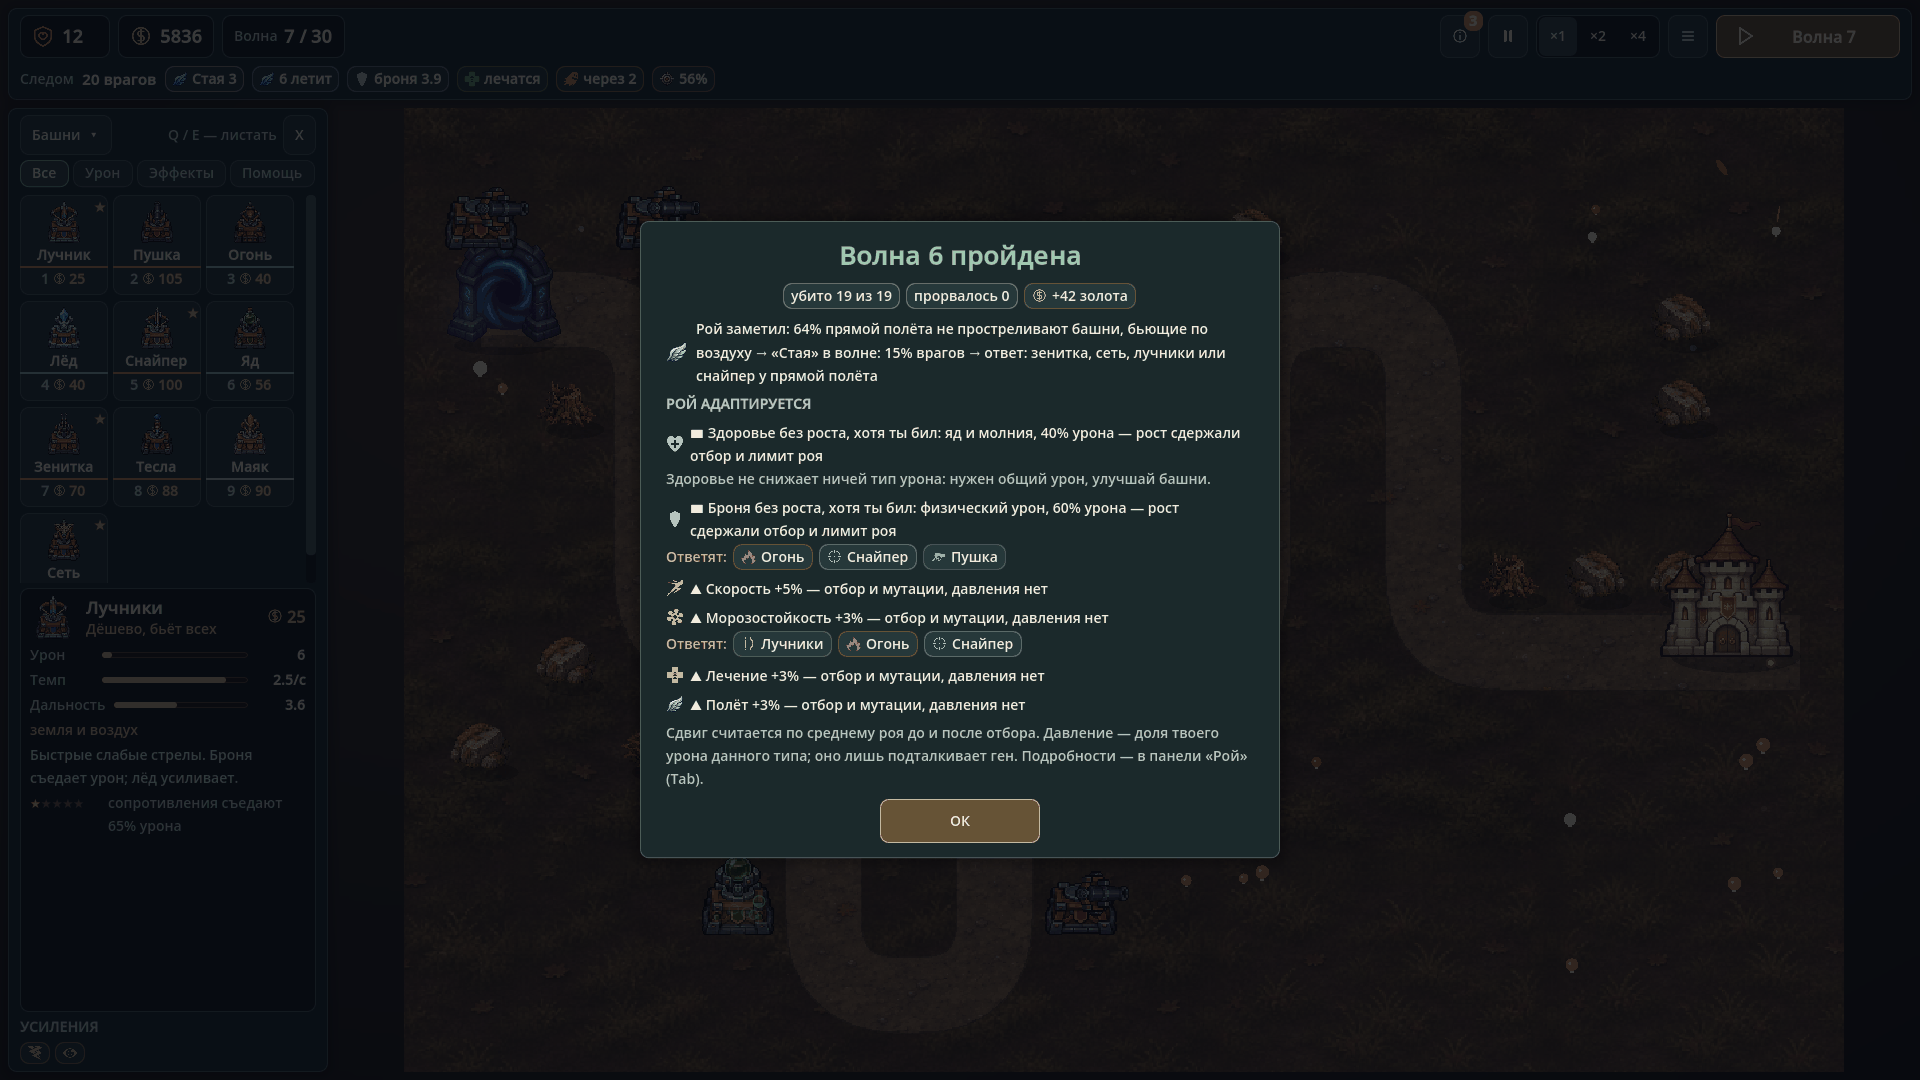 12
5836
Волна 7 / 30
3
×1
×2
×4
Волна 7
Следом 20 врагов
Стая 3
6 летит
броня 3.9
лечатся
через 2
56%
Башни ▼
Q / E — листать
X
Все
Урон
Эффекты
Помощь
Лучник
1 25
Пушка
2 105
Огонь
3 40
Лёд
4 40
Снайпер
5 100
Яд
6 56
Зенитка
7 70
Тесла
8 88
Маяк
9 90
Сеть
Лучники
Дёшево, бьёт всех
25
Урон 6
Темп 2.5/с
Дальность 3.6
земля и воздух
Быстрые слабые стрелы. Броня
съедает урон; лёд усиливает.
★★★★★ сопротивления съедают
65% урона
УСИЛЕНИЯ
Волна 6 пройдена
убито 19 из 19
прорвалось 0
+42 золота
Рой заметил: 64% прямой полёта не простреливают башни, бьющие по
воздуху → «Стая» в волне: 15% врагов → ответ: зенитка, сеть, лучники или
снайпер у прямой полёта
РОЙ АДАПТИРУЕТСЯ
Здоровье без роста, хотя ты бил: яд и молния, 40% урона — рост сдержали
отбор и лимит роя
Здоровье не снижает ничей тип урона: нужен общий урон, улучшай башни.
Броня без роста, хотя ты бил: физический урон, 60% урона — рост
сдержали отбор и лимит роя
Ответят: Огонь Снайпер Пушка
▲ Скорость +5% — отбор и мутации, давления нет
▲ Морозостойкость +3% — отбор и мутации, давления нет
Ответят: Лучники Огонь Снайпер
▲ Лечение +3% — отбор и мутации, давления нет
▲ Полёт +3% — отбор и мутации, давления нет
Сдвиг считается по среднему роя до и после отбора. Давление — доля твоего
урона данного типа; оно лишь подталкивает ген. Подробности — в панели «Рой»
(Tab).
ОК